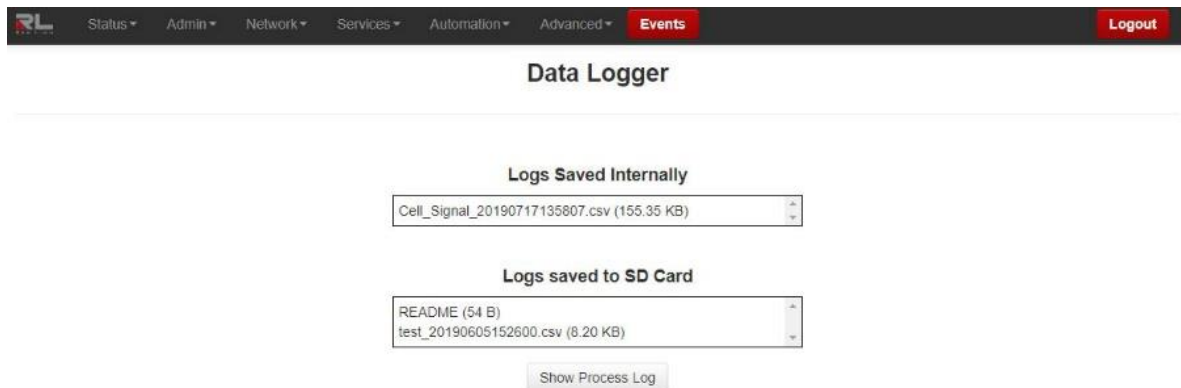 RL
Status Admin Network Services Automation Advanced Events Logout
Data Logger
Logs Saved Internally
Cell_Signal_20190717135807.csv (155.35 KB)
Logs saved to SD Card
README (54 B)
test_20190605152600.csv (8.20 KB)
Show Process Log